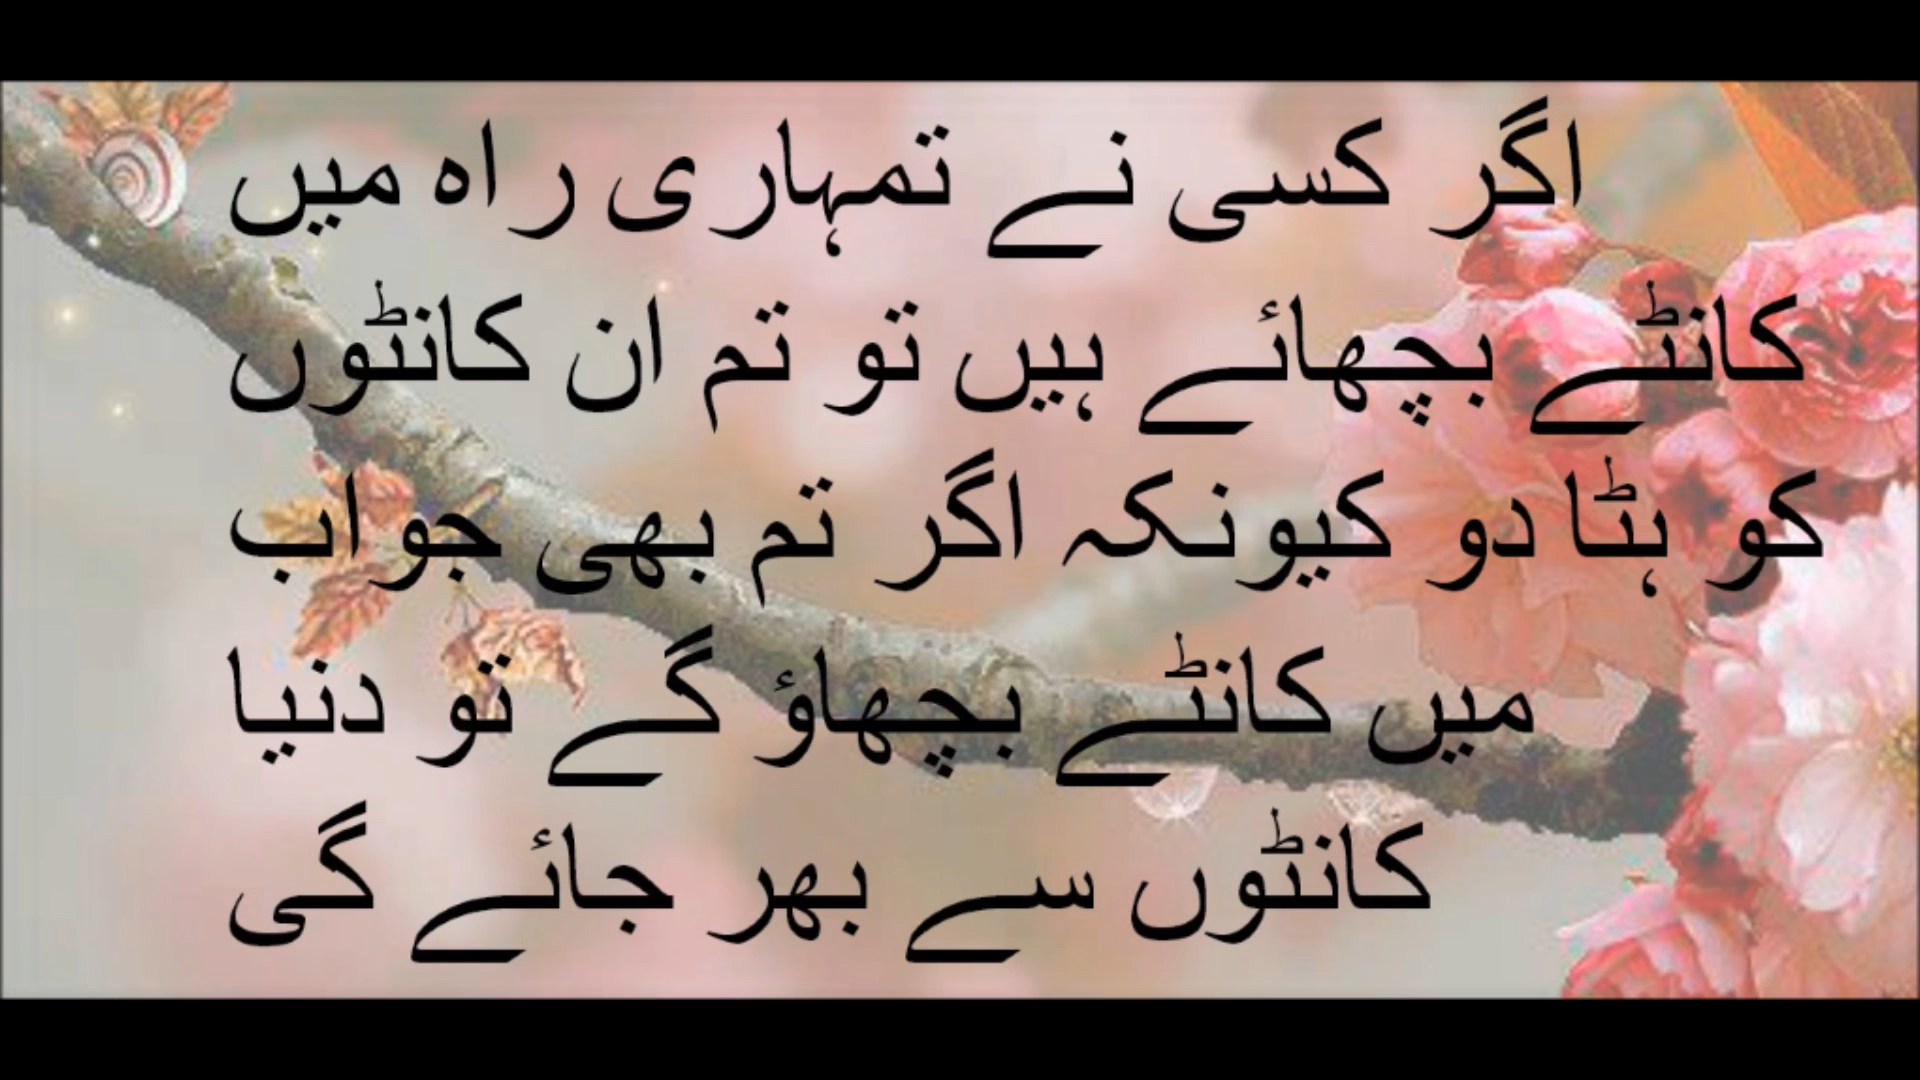 اگر کسی نے تمہاری راہ میں
کانٹے بچھائے ہیں تو تم ان کانٹوں
کو ہٹا دو کیونکہ اگر تم بھی جواب
میں کانٹے بچھاؤ گے تو دنیا
کانٹوں سے بھر جائے گی